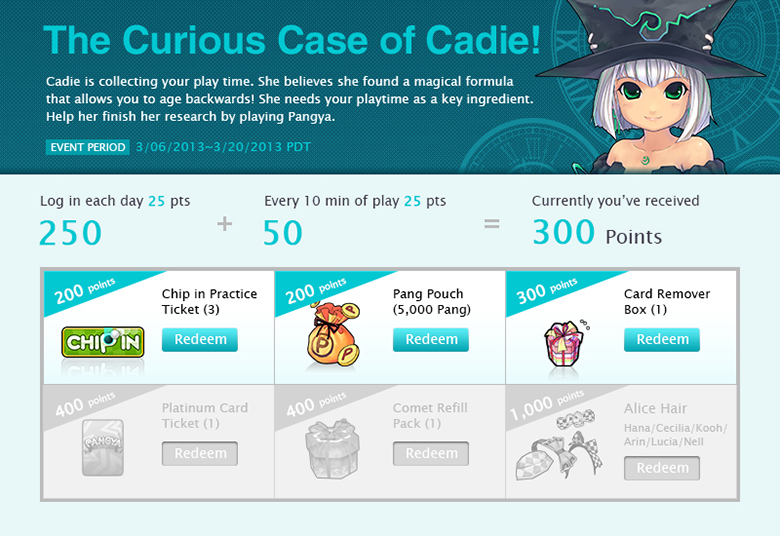 The Curious Case of Cadie!
Cadie is collecting your play time. She believes she found a magical formula
that allows you to age backwards! She needs your playtime as a key ingredient.
Help her finish her research by playing Pangya.
EVENT PERIOD 3/06/2013~3/20/2013 PDT
Log in each day 25 pts
250
+
Every 10 min of play 25 pts
50
=
Currently you've received
300 Points
200 points
Chip in Practice
Ticket (3)
CHIP IN
Redeem
200 points
Pang Pouch
(5,000 Pang)
P
P
P
Redeem
300 points
Card Remover
Box (1)
Redeem
400 points
Platinum Card
Ticket (1)
PANGYA
Redeem
400 points
Comet Refill
Pack (1)
Redeem
1,000 points
Alice Hair
Hana/Cecilia/Kooh/
Arin/Lucia/Nell
Redeem